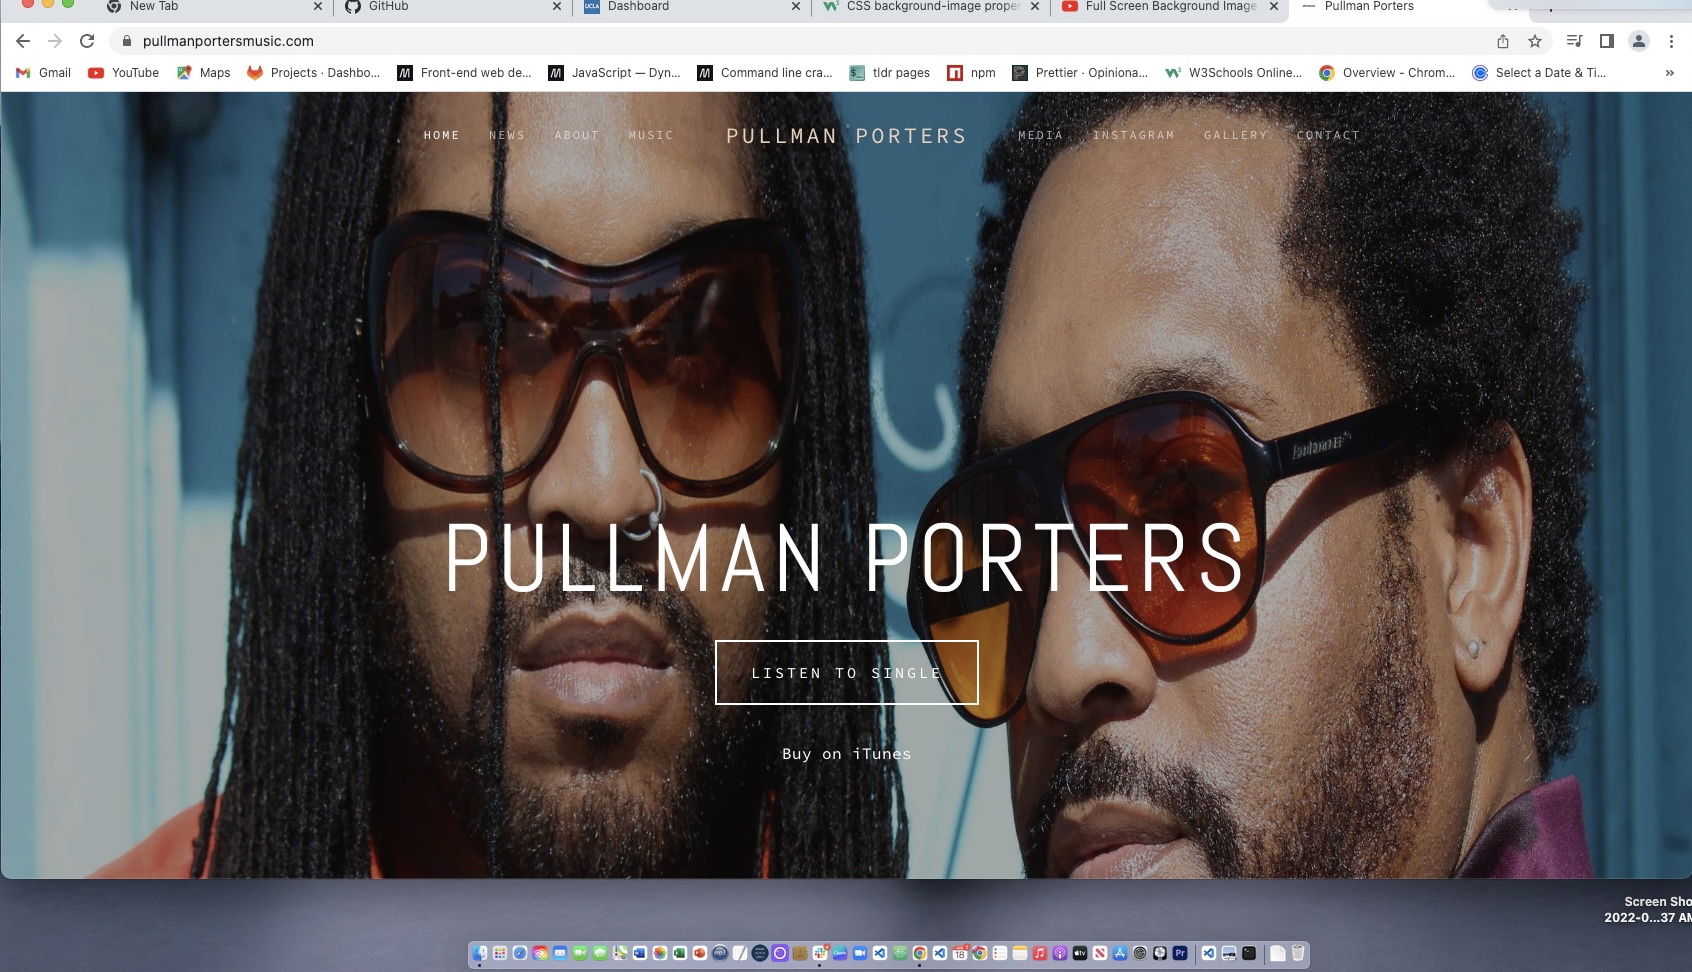 New Tab GitHub Dashboard CSS background-image proper Full Screen Background Image Pullman Porters
pullmanportersmusic.com
Gmail YouTube Maps Projects · Dashbo... Front-end web de... JavaScript — Dyn... Command line cra... tldr pages npm Prettier · Opiniona... W3Schools Online... Overview - Chrom... Select a Date & Ti... »
HOME NEWS ABOUT MUSIC PULLMAN PORTERS MEDIA INSTAGRAM GALLERY CONTACT
PULLMAN PORTERS
LISTEN TO SINGLE
Buy on iTunes
Screen Sho
2022-0...37 AM